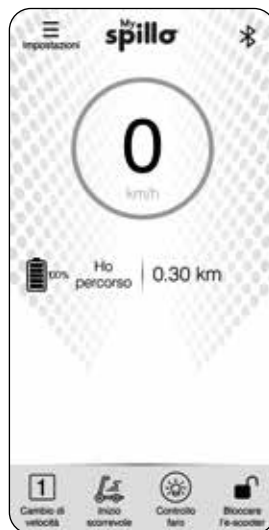 My
spillo
Impostazioni
0
km/h
100%
Ho
percorso
0.30 km
1
Cambio di
velocità
Inizio
scorrevole
Controllo
faro
Bloccare
l'e-scooter